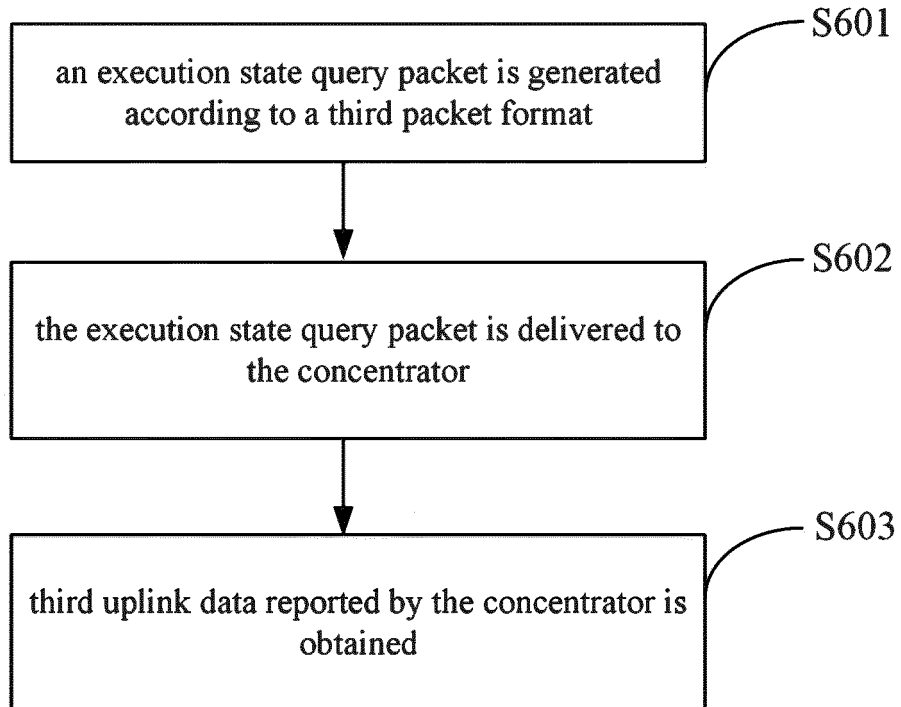 S601
an execution state query packet is generated
according to a third packet format
S602
the execution state query packet is delivered to
the concentrator
S603
third uplink data reported by the concentrator is
obtained